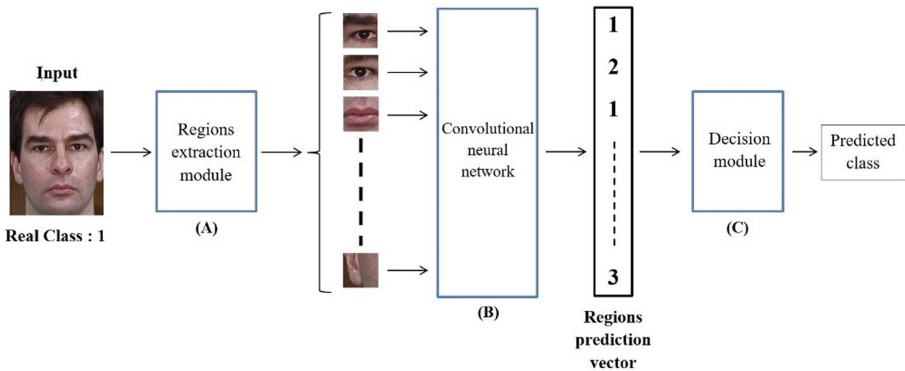 Input
Real Class : 1
Regions
extraction
module
(A)
Convolutional
neural
network
(B)
1
2
1
3
Regions
prediction
vector
Decision
module
(C)
Predicted
class